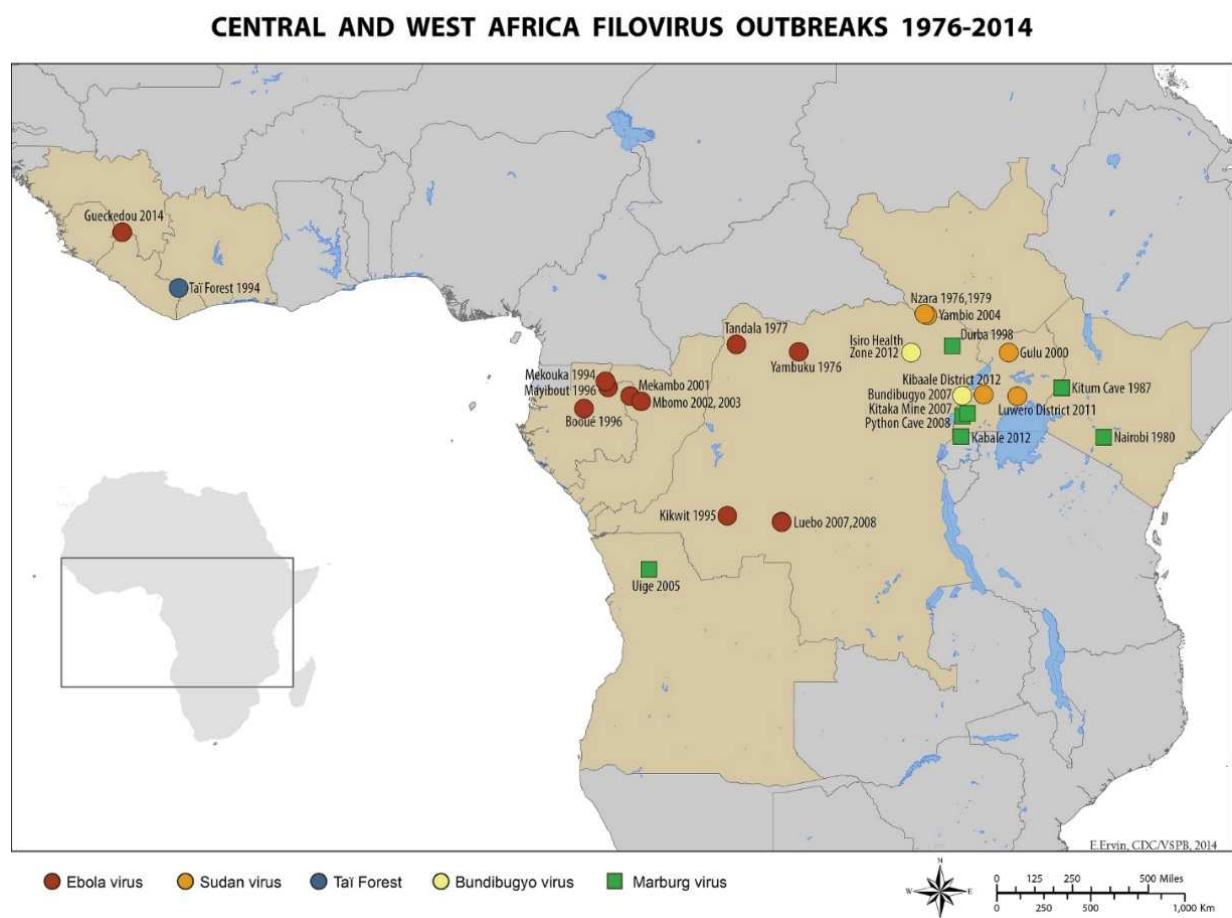 CENTRAL AND WEST AFRICA FILOVIRUS OUTBREAKS 1976-2014
Gueckedou 2014
Taï Forest 1994
Nzara 1976,1979
Yambio 2004
Tandala 1977
Durba 1998
Isiro Health
Zone 2012
Gulu 2000
Yambuku 1976
Mekouka 1994
Mayibout 1996
Mekambo 2001
Mbomo 2002, 2003
Booué 1996
Kibaale District 2012
Bundibugyo 2007
Kitum Cave 1987
Kitaka Mine 2007
Luwero District 2011
Python Cave 2008
Kabale 2012
Nairobi 1980
Kikwit 1995
Luebo 2007,2008
Uige 2005
E.Ervin, CDC/VSPB, 2014
Ebola virus
Sudan virus
Taï Forest
Bundibugyo virus
Marburg virus
N
W
E
S
0 125 250 500 Miles
0 250 500 1,000 Km